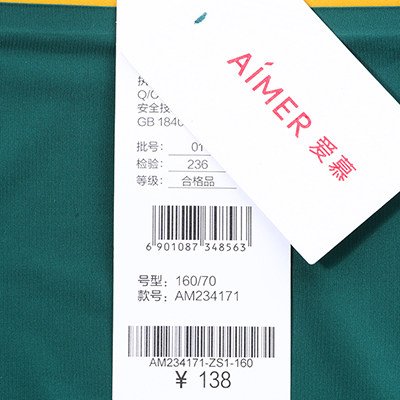 AiMER 爱慕
Q/C
安全技
GB 1840
批号: 01
检验: 236
等级: 合格品
6 901087 348563
号型: 160/70
款号: AM234171
AM234171-ZS1-160
¥ 138